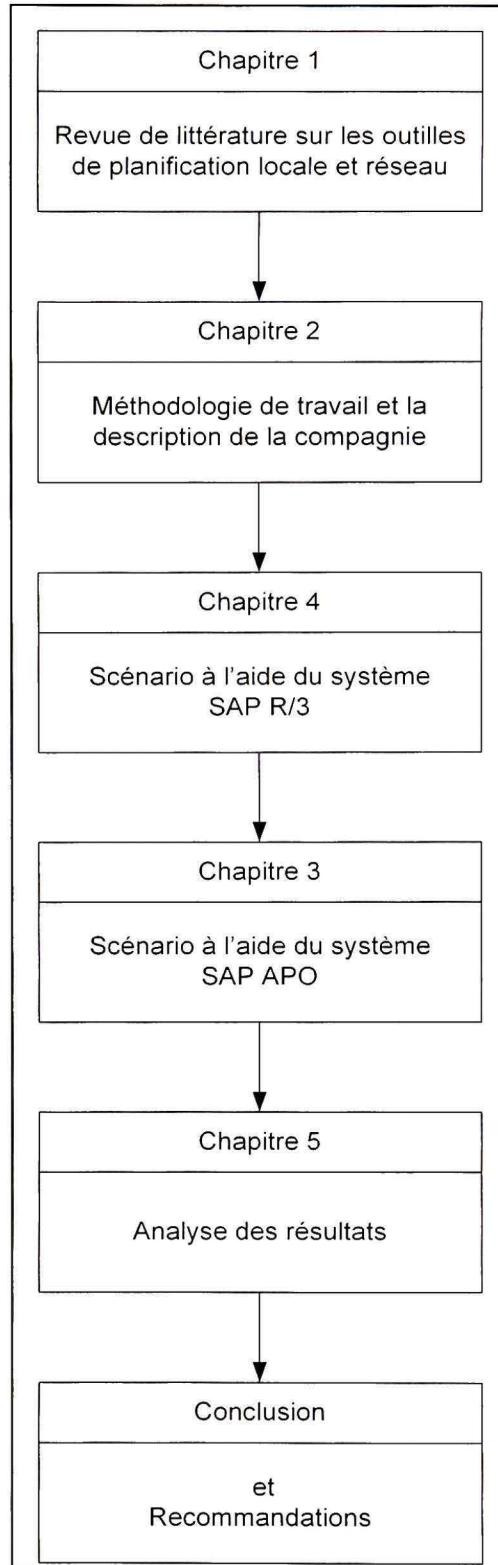 Chapitre 1
Revue de littérature sur les outilles
de planification locale et réseau
Chapitre 2
Méthodologie de travail et la
description de la compagnie
Chapitre 4
Scénario à l'aide du système
SAP R/3
Chapitre 3
Scénario à l'aide du système
SAP APO
Chapitre 5
Analyse des résultats
Conclusion
et
Recommandations